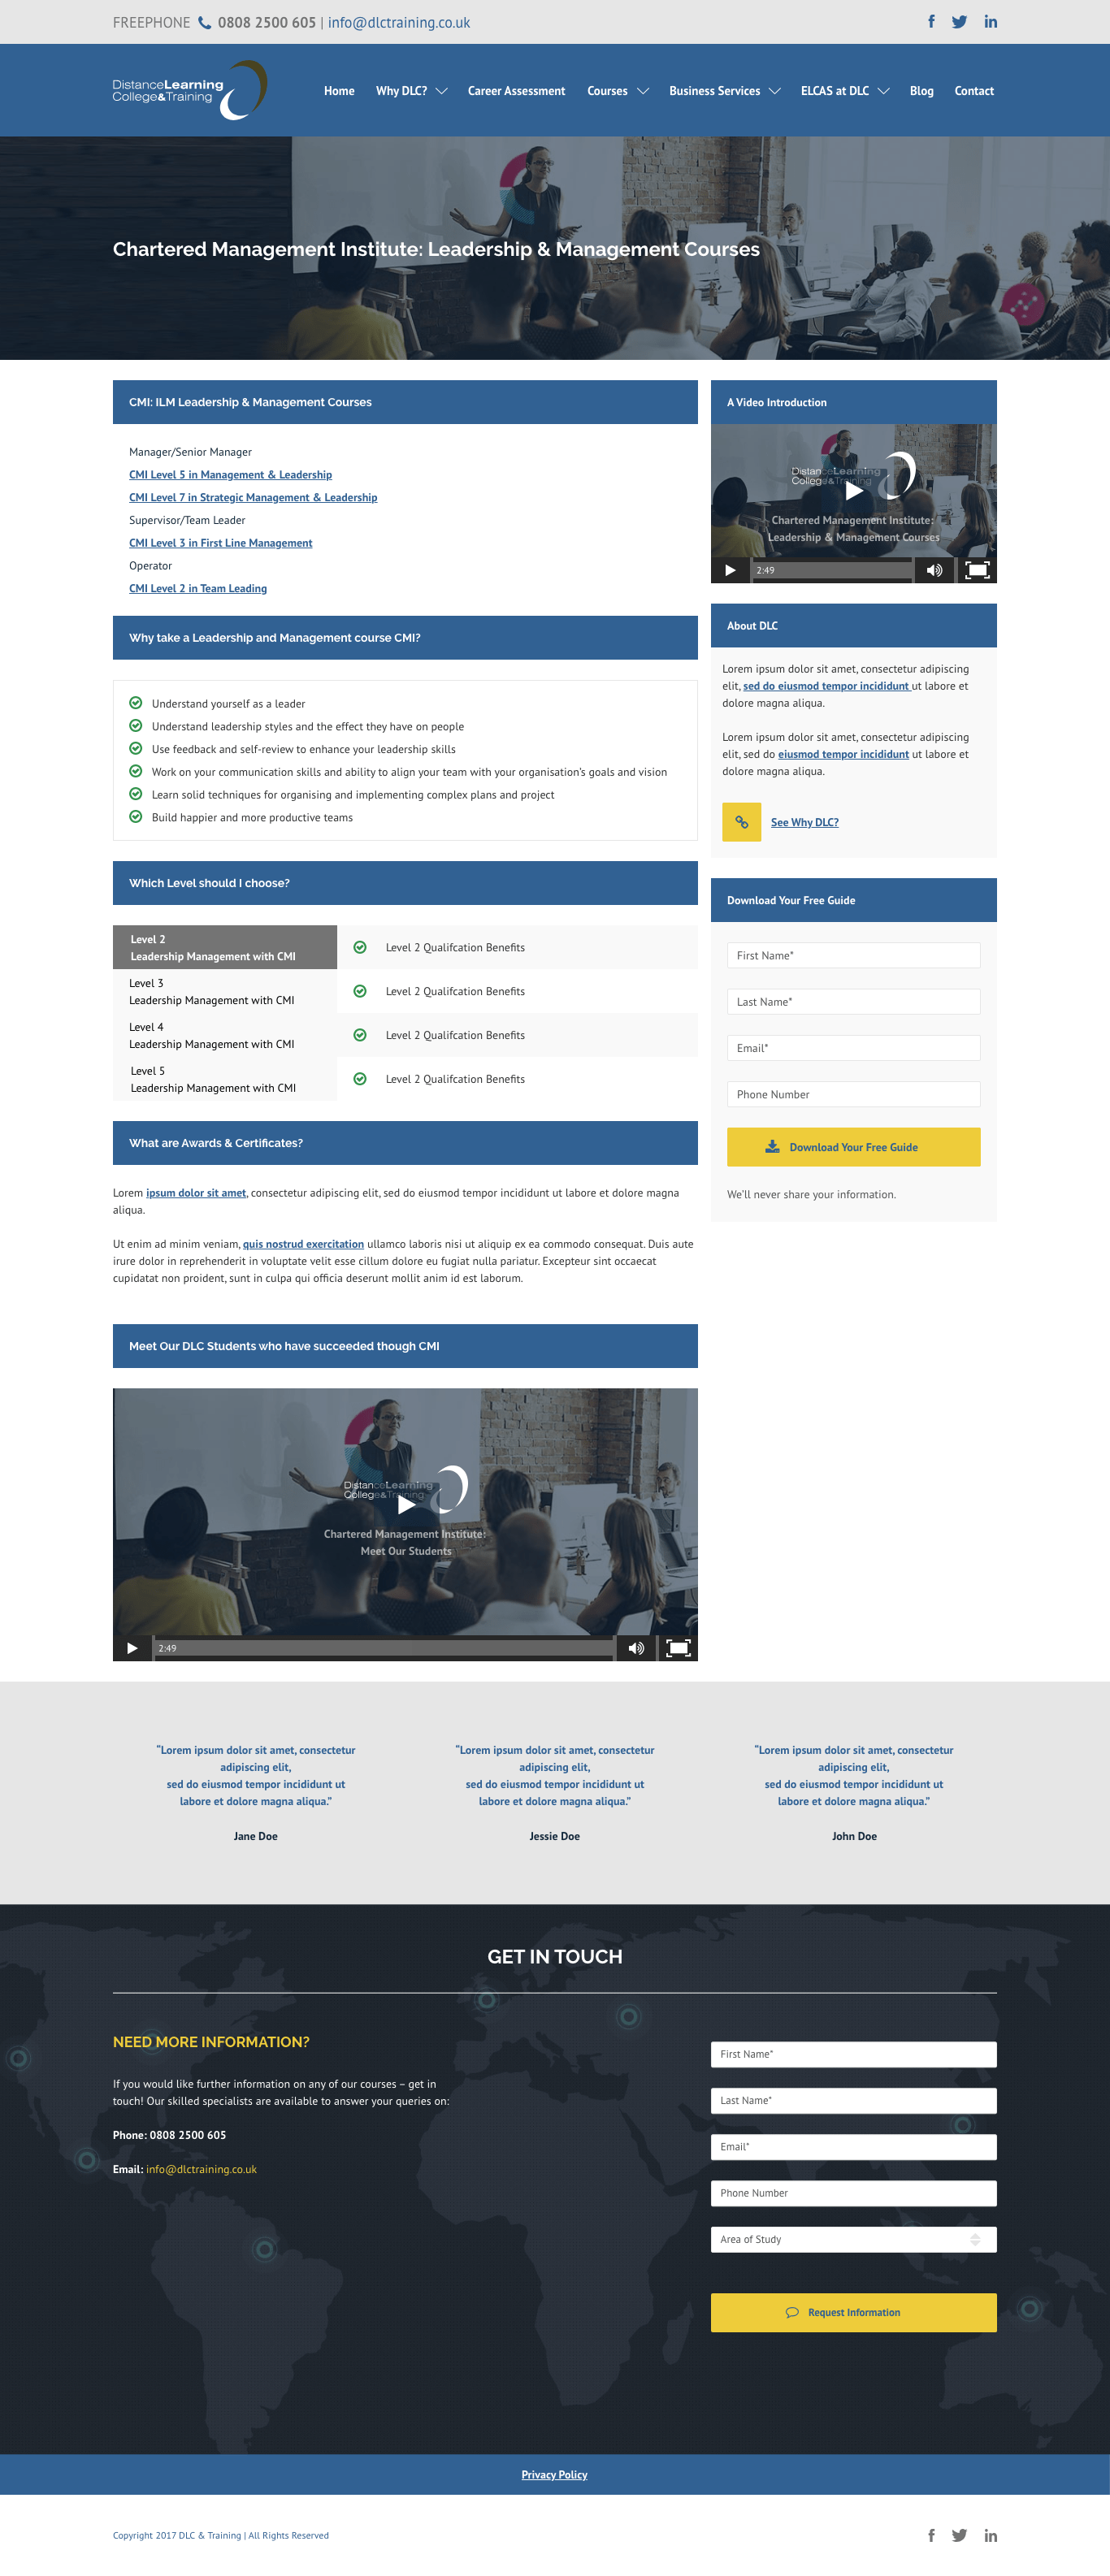 FREEPHONE 0808 2500 605 | info@dlctraining.co.uk
DistanceLearning
College&Training
Home Why DLC? Career Assessment Courses Business Services ELCAS at DLC Blog Contact
Chartered Management Institute: Leadership & Management Courses
CMI: ILM Leadership & Management Courses
Manager/Senior Manager
CMI Level 5 in Management & Leadership
CMI Level 7 in Strategic Management & Leadership
Supervisor/Team Leader
CMI Level 3 in First Line Management
Operator
CMI Level 2 in Team Leading
Why take a Leadership and Management course CMI?
Understand yourself as a leader
Understand leadership styles and the effect they have on people
Use feedback and self-review to enhance your leadership skills
Work on your communication skills and ability to align your team with your organisation's goals and vision
Learn solid techniques for organising and implementing complex plans and project
Build happier and more productive teams
Which Level should I choose?
Level 2
Leadership Management with CMI
Level 2 Qualifcation Benefits
Level 3
Leadership Management with CMI
Level 2 Qualifcation Benefits
Level 4
Leadership Management with CMI
Level 2 Qualifcation Benefits
Level 5
Leadership Management with CMI
Level 2 Qualifcation Benefits
What are Awards & Certificates?
Lorem ipsum dolor sit amet, consectetur adipiscing elit, sed do eiusmod tempor incididunt ut labore et dolore magna
aliqua.
Ut enim ad minim veniam, quis nostrud exercitation ullamco laboris nisi ut aliquip ex ea commodo consequat. Duis aute
irure dolor in reprehenderit in voluptate velit esse cillum dolore eu fugiat nulla pariatur. Excepteur sint occaecat
cupidatat non proident, sunt in culpa qui officia deserunt mollit anim id est laborum.
Meet Our DLC Students who have succeeded though CMI
DistanceLearning
College&Training
Chartered Management Institute:
Meet Our Students
2:49
A Video Introduction
DistanceLearning
College&Training
Chartered Management Institute:
Leadership & Management Courses
2:49
About DLC
Lorem ipsum dolor sit amet, consectetur adipiscing
elit, sed do eiusmod tempor incididunt ut labore et
dolore magna aliqua.
Lorem ipsum dolor sit amet, consectetur adipiscing
elit, sed do eiusmod tempor incididunt ut labore et
dolore magna aliqua.
See Why DLC?
Download Your Free Guide
First Name*
Last Name*
Email*
Phone Number
Download Your Free Guide
We'll never share your information.
“Lorem ipsum dolor sit amet, consectetur
adipiscing elit,
sed do eiusmod tempor incididunt ut
labore et dolore magna aliqua.”
Jane Doe
“Lorem ipsum dolor sit amet, consectetur
adipiscing elit,
sed do eiusmod tempor incididunt ut
labore et dolore magna aliqua.”
Jessie Doe
“Lorem ipsum dolor sit amet, consectetur
adipiscing elit,
sed do eiusmod tempor incididunt ut
labore et dolore magna aliqua.”
John Doe
GET IN TOUCH
NEED MORE INFORMATION?
If you would like further information on any of our courses – get in
touch! Our skilled specialists are available to answer your queries on:
Phone: 0808 2500 605
Email: info@dlctraining.co.uk
First Name*
Last Name*
Email*
Phone Number
Area of Study
Request Information
Privacy Policy
Copyright 2017 DLC & Training | All Rights Reserved